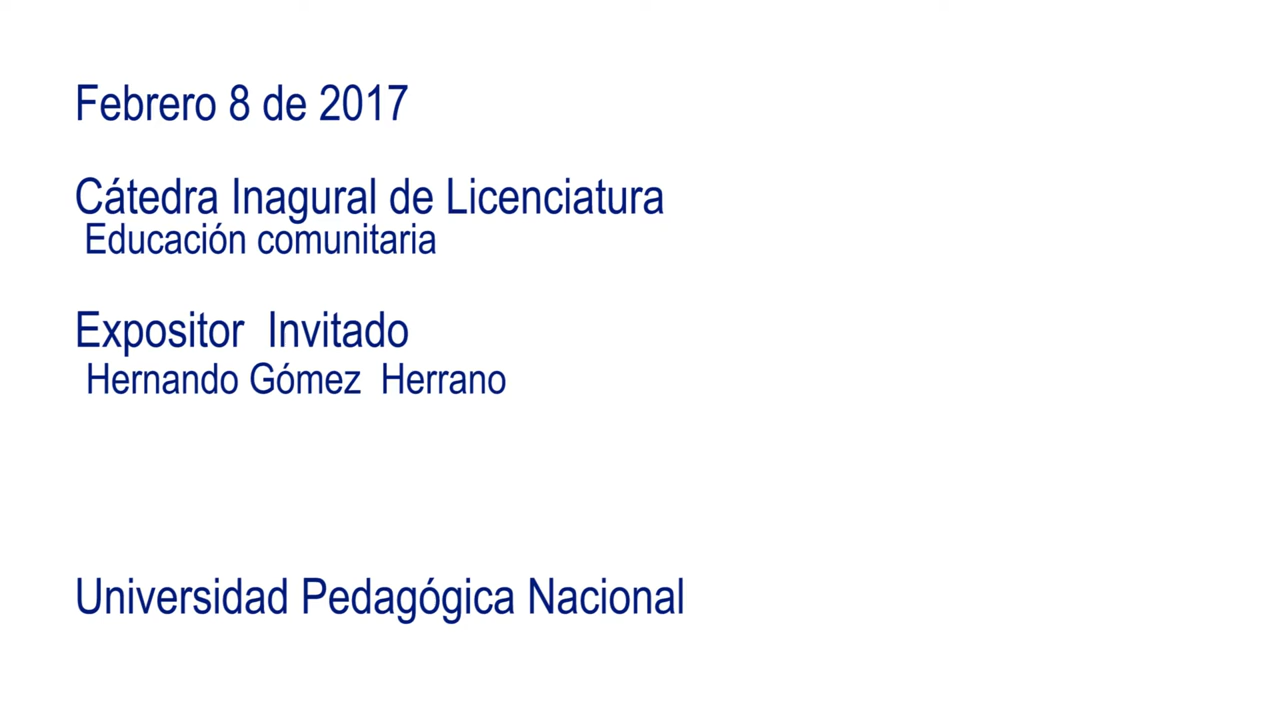 Febrero 8 de 2017
Cátedra Inagural de Licenciatura
Educación comunitaria
Expositor Invitado
Hernando Gómez Herrano
Universidad Pedagógica Nacional